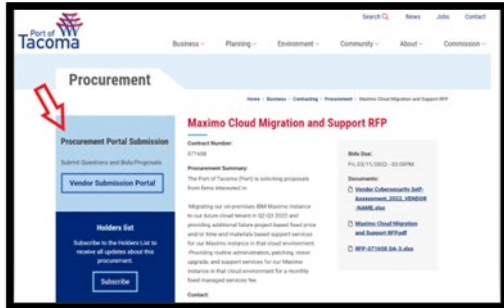 Search News Jobs Contact
Port of
Tacoma
Business Planning Environment Community About Commission
Procurement
Home Business Contracting Procurement Maximo Cloud Migration and Support RFP
Maximo Cloud Migration and Support RFP
Procurement Portal Submission
Submit Questions and Bids/Proposals
Vendor Submission Portal
Holders list
Subscribe to the Holders List to
receive all updates about this
procurement.
Subscribe
Contract Number:
071658
Procurement Summary:
The Port of Tacoma (Port) is soliciting proposals
from firms interested in:
-Migrating our on-premises IBM Maximo instance
to our Azure cloud tenant in Q2-Q3 2022 and
providing additional future project-based fixed price
and/or time and materials based support services
for our Maximo instance in that cloud environment.
-Providing routine administration, patching, minor
upgrade, and support services for our Maximo
instance in that cloud environment for a monthly
fixed managed services fee.
Contact:
Bids Due:
Fri, 03/11/2022 - 02:00PM
Documents:
Vendor Cybersecurity Self-
Assessment_2022_VENDOR
-NAME.xlsx
Maximo Cloud Migration
and Support RFP.pdf
RFP-071658 QA-3.xlsx